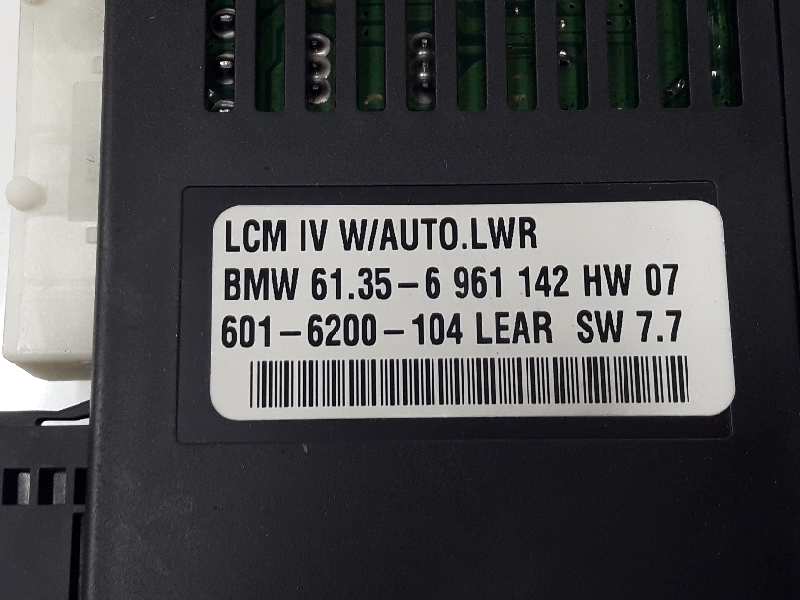 LCM IV W/AUTO.LWR
BMW 61.35-6 961 142 HW 07
601-6200-104 LEAR SW 7.7